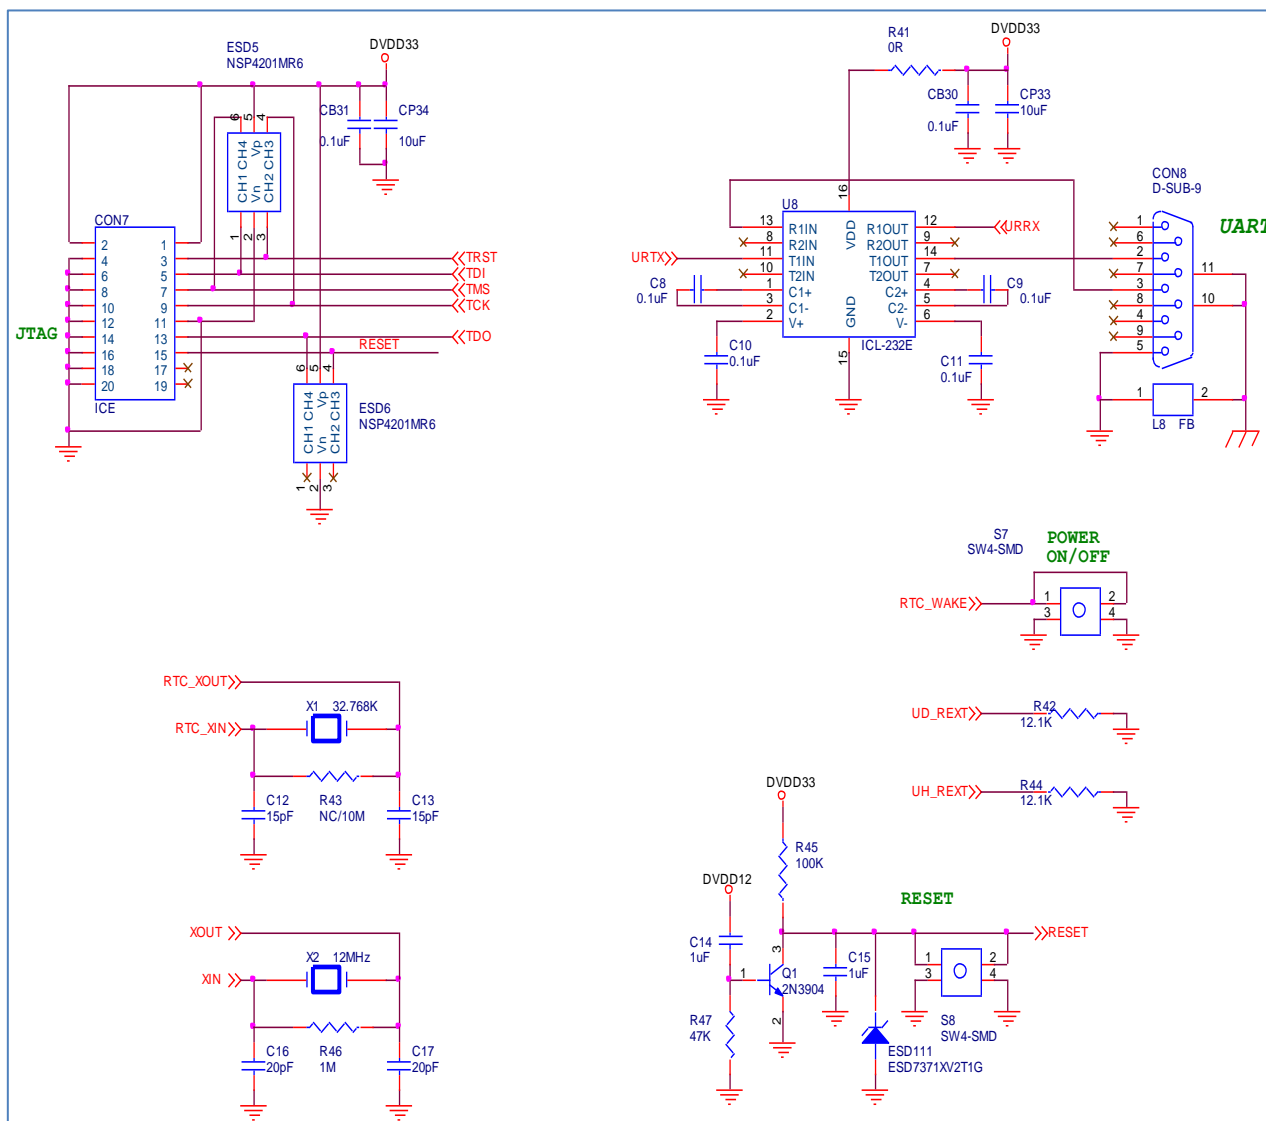 ESD5
NSP4201MR6
DVDD33
CB31
0.1uF
CP34
10uF
6
5
4
CH1 CH4
Vn Vp
CH2 CH3
1
2
3
CON7
2
4
6
8
10
12
14
16
18
20
1
3
5
7
9
11
13
15
17
19
ICE
JTAG
TRST
TDI
TMS
TCK
TDO
RESET
6
5
4
CH1 CH4
Vn Vp
CH2 CH3
1
2
3
ESD6
NSP4201MR6
R41
0R
DVDD33
CB30
0.1uF
CP33
10uF
16
U8
13 R1IN
8 R2IN
11 T1IN
10 T2IN
1 C1+
3 C1-
2 V+
VDD
GND
R1OUT 12
R2OUT 9
T1OUT 14
T2OUT 7
C2+ 4
C2- 5
V- 6
15
ICL-232E
URTX
URRX
C8
0.1uF
C9
0.1uF
C10
0.1uF
C11
0.1uF
CON8
D-SUB-9
UART
1
6
2
7
3
8
4
9
5
11
10
1
2
L8 FB
S7
SW4-SMD
POWER
ON/OFF
RTC_WAKE
1
2
3
4
RTC_XOUT
X1 32.768K
RTC_XIN
C12
15pF
R43
NC/10M
C13
15pF
UD_REXT
R42
12.1K
UH_REXT
R44
12.1K
DVDD33
R45
100K
DVDD12
RESET
XOUT
X2 12MHz
XIN
C16
20pF
R46
1M
C17
20pF
C14
1uF
3
1
Q1
2N3904
2
C15
1uF
R47
47K
RESET
1
2
3
4
S8
SW4-SMD
ESD111
ESD7371XV2T1G